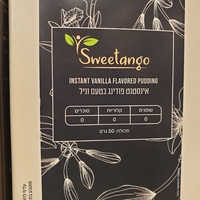 Sweetango
INSTANT VANILLA FLAVORED PUDDING
אינסטנט פודינג בטעם וניל
שומנים קלוריות סוכרים
0 0 0
תכולה: 50 גרם